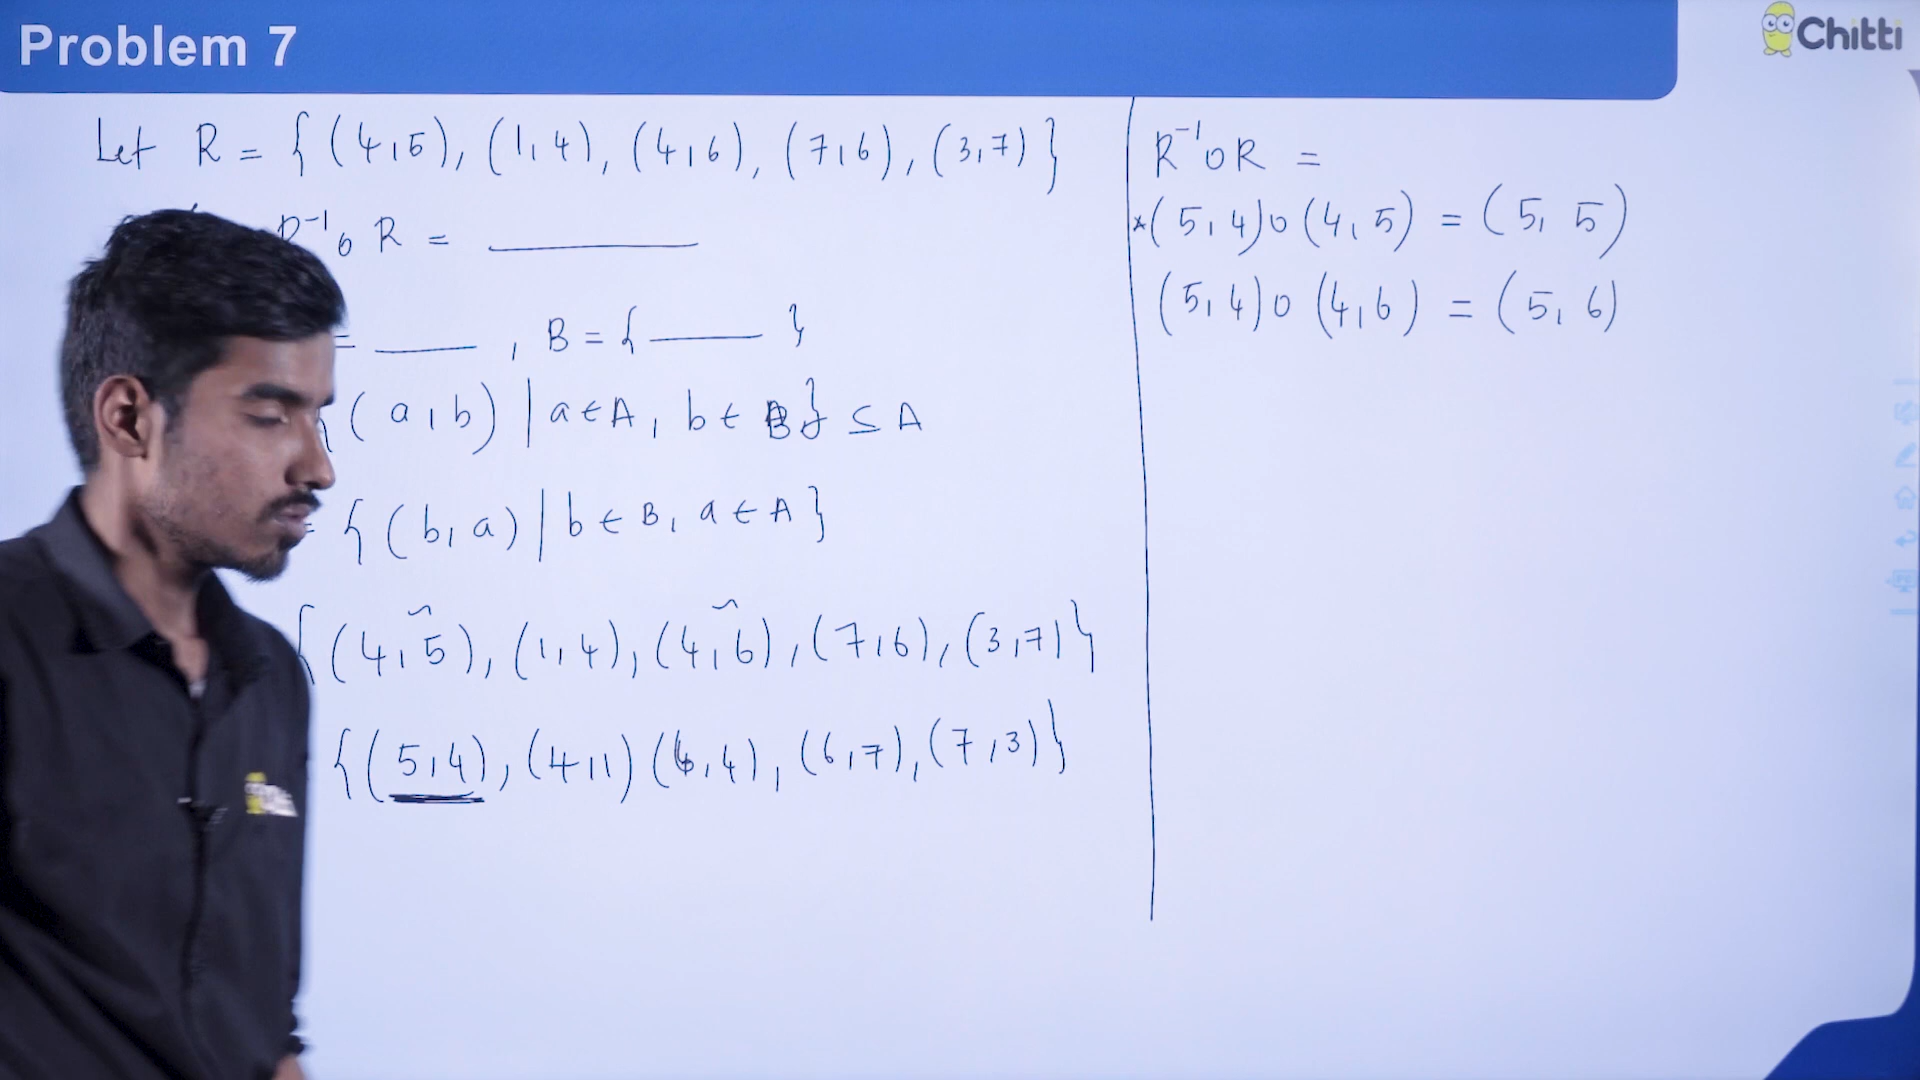 Problem 7
Chitti
Let R = { (4,5), (1,4), (4,6), (7,6), (3,7) }
R⁻¹ o R = ______
= ____ , B = { ____ }
{ (a,b) | a ∈ A, b ∈ B } ⊆ A
= { (b,a) | b ∈ B, a ∈ A }
{ (4,5), (1,4), (4,6), (7,6), (3,7) }
{ (5,4), (4,1) (6,4), (6,7), (7,3) }
R⁻¹ o R =
*(5,4) o (4,5) = (5,5)
(5,4) o (4,6) = (5,6)